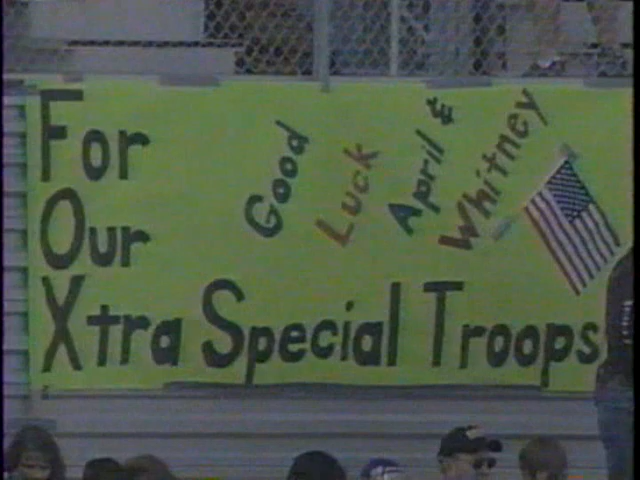 For
Our
Xtra Special Troops
Good
Luck
April &
Whitney